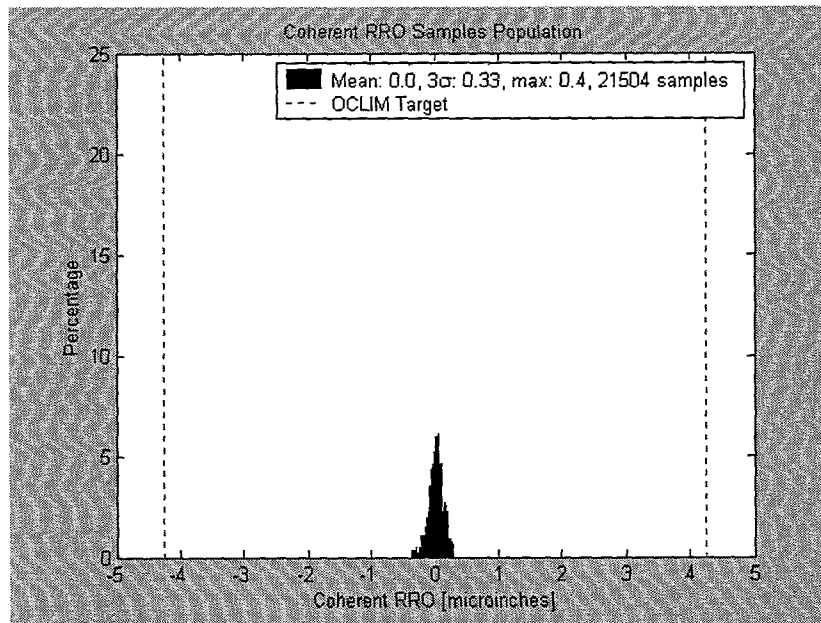 Coherent RRO Samples Population
Mean: 0.0, 3σ: 0.33, max: 0.4, 21504 samples
OCLIM Target
25
20
15
10
5
0
Percentage
-5 -4 -3 -2 -1 0 1 2 3 4 5
Coherent RRO [microinches]